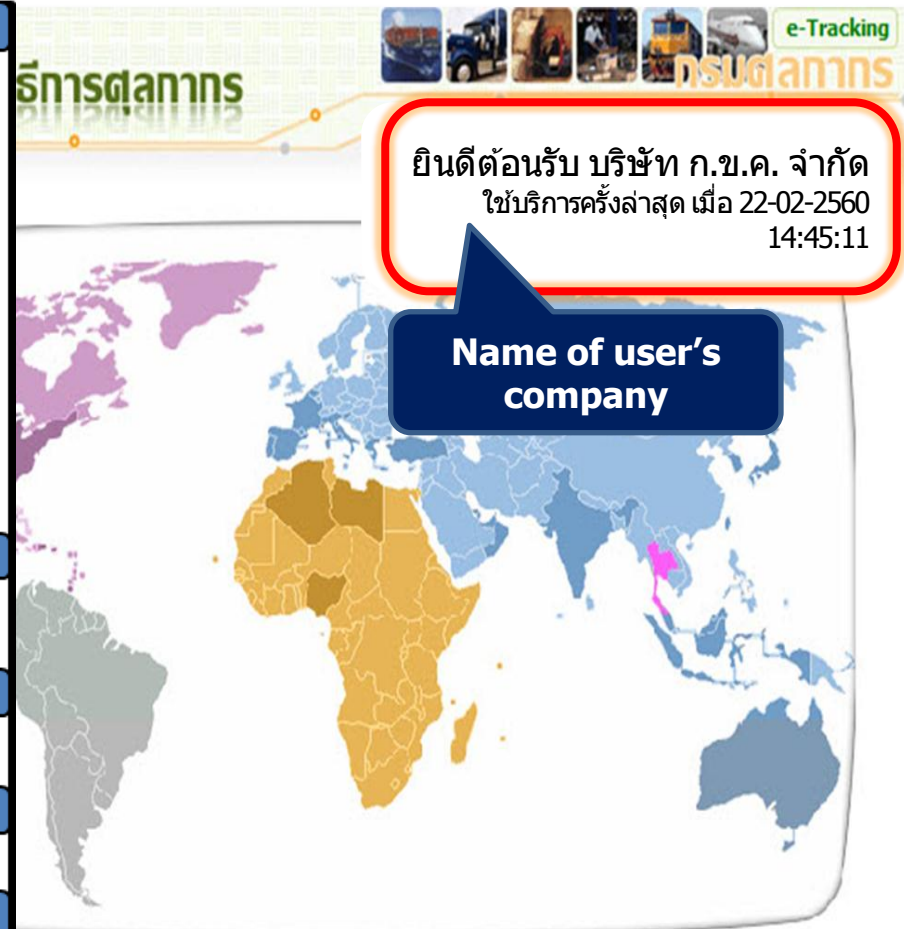 e-Tracking
กรมศุลกากร
ธีการศุลกากร
ยินดีต้อนรับ บริษัท ก.ข.ค. จำกัด
ใช้บริการครั้งล่าสุด เมื่อ 22-02-2560
14:45:11
Name of user’s
company